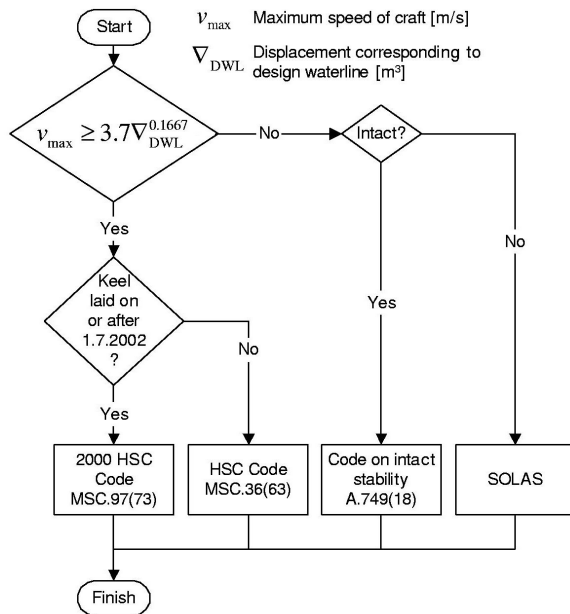 Start
v_max Maximum speed of craft [m/s]
∇_DWL Displacement corresponding to
design waterline [m³]
v_max ≥ 3.7∇_DWL^0.1667
No
Intact?
Yes
No
Keel
laid on
or after
1.7.2002
?
Yes
No
Yes
2000 HSC
Code
MSC.97(73)
HSC Code
MSC.36(63)
Code on intact
stability
A.749(18)
SOLAS
Finish